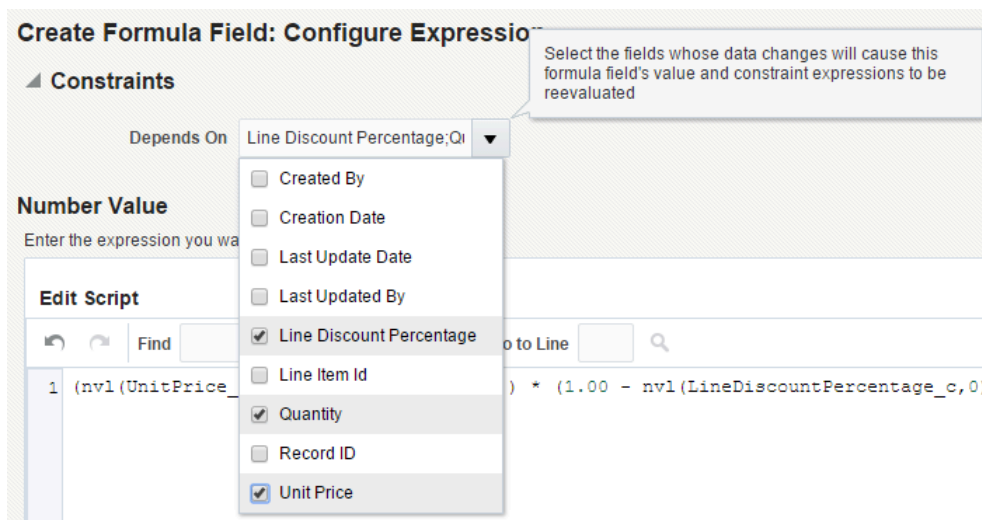 Create Formula Field: Configure Expression
Select the fields whose data changes will cause this
formula field's value and constraint expressions to be
reevaluated
Constraints
Depends On Line Discount Percentage;Qu
Created By
Creation Date
Last Update Date
Last Updated By
Line Discount Percentage
Line Item Id
Quantity
Record ID
Unit Price
Number Value
Enter the expression you wa
Edit Script
Find o to Line
1 (nvl(UnitPrice_ ) * (1.00 - nvl(LineDiscountPercentage_c,0)